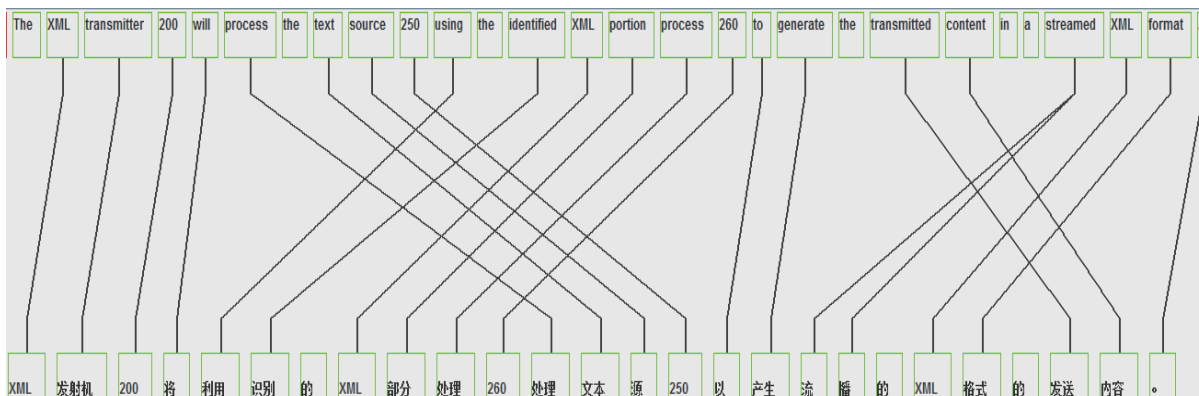 The XML transmitter 200 will process the text source 250 using the identified XML portion process 260 to generate the transmitted content in a streamed XML format
XML 发射机 200 将 利用 识别 的 XML 部分 处理 260 处理 文本 源 250 以 产生 流 播 的 XML 格式 的 发送 内容 。